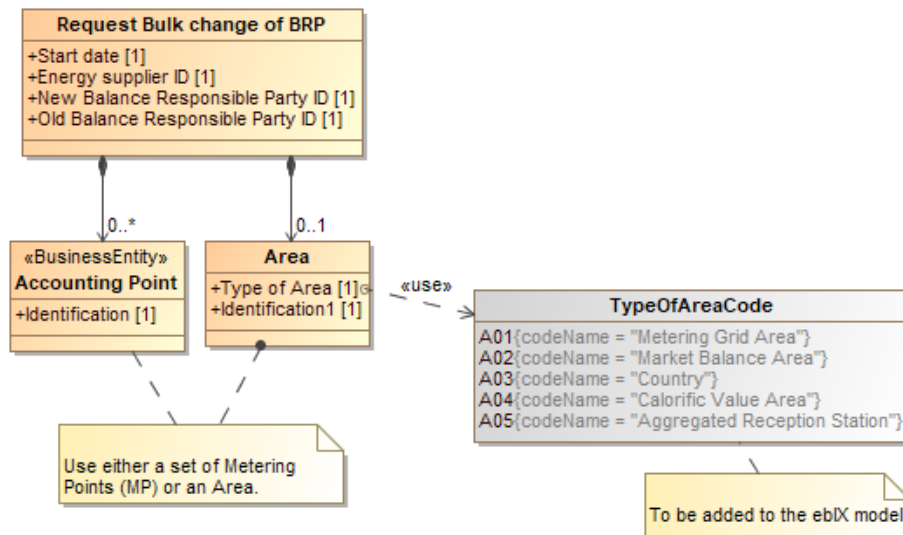 Request Bulk change of BRP
+Start date [1]
+Energy supplier ID [1]
+New Balance Responsible Party ID [1]
+Old Balance Responsible Party ID [1]
0..*
0..1
«BusinessEntity»
Accounting Point
+Identification [1]
Area
+Type of Area [1]
+Identification1 [1]
«use»
TypeOfAreaCode
A01{codeName = "Metering Grid Area"}
A02{codeName = "Market Balance Area"}
A03{codeName = "Country"}
A04{codeName = "Calorific Value Area"}
A05{codeName = "Aggregated Reception Station"}
Use either a set of Metering
Points (MP) or an Area.
To be added to the ebIX model